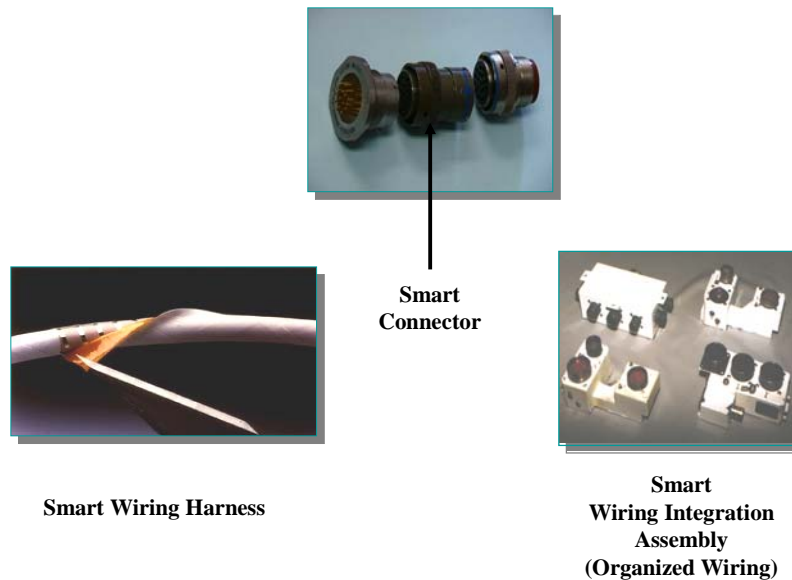 Smart
Connector
Smart Wiring Harness
Smart
Wiring Integration
Assembly
(Organized Wiring)